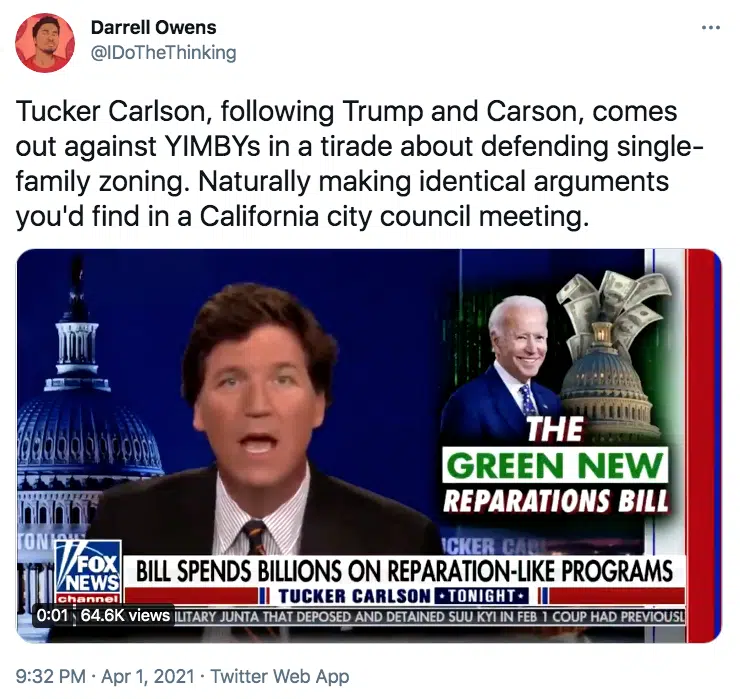 Darrell Owens
@IDoTheThinking
Tucker Carlson, following Trump and Carson, comes
out against YIMBYs in a tirade about defending single-
family zoning. Naturally making identical arguments
you'd find in a California city council meeting.
THE
GREEN NEW
REPARATIONS BILL
FOX
NEWS
channel
BILL SPENDS BILLIONS ON REPARATION-LIKE PROGRAMS
TUCKER CARLSON TONIGHT
0:01 64.6K views
ILITARY JUNTA THAT DEPOSED AND DETAINED SUU KYI IN FEB 1 COUP HAD PREVIOUSL
9:32 PM · Apr 1, 2021 · Twitter Web App